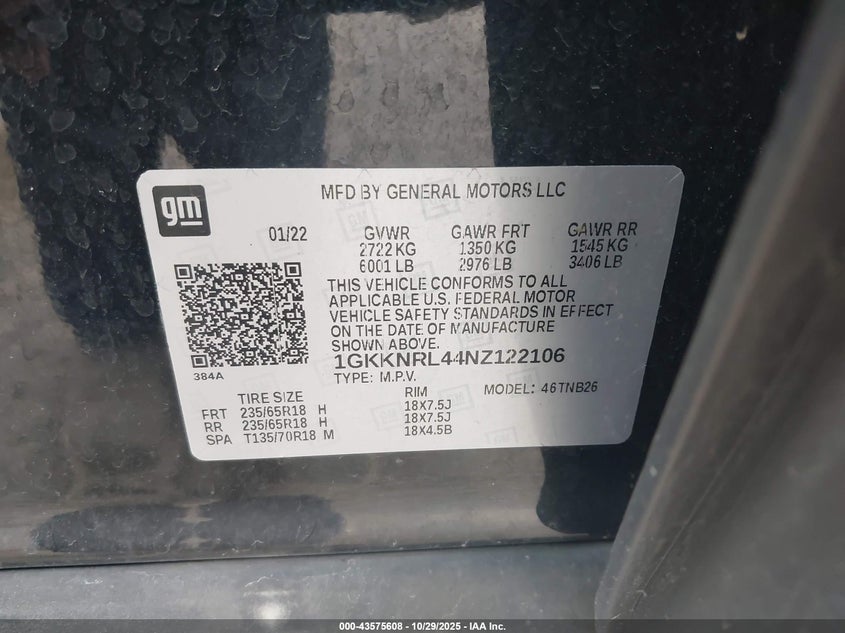 gm
MFD BY GENERAL MOTORS LLC
01/22 GVWR GAWR FRT GAWR RR
2722 KG 1350 KG 1545 KG
6001 LB 2976 LB 3406 LB
THIS VEHICLE CONFORMS TO ALL
APPLICABLE U.S. FEDERAL MOTOR
VEHICLE SAFETY STANDARDS IN EFFECT
ON THE DATE OF MANUFACTURE
SHOWN ABOVE.
384A
1GKKNRL44NZ122106
TYPE: M.P.V. MODEL: 46TNB26
TIRE SIZE RIM
FRT 235/65R18 H 18X7.5J
RR 235/65R18 H 18X7.5J
SPA T135/70R18 M 18X4.5B
000-43575608 - 10/29/2025 - IAA Inc.